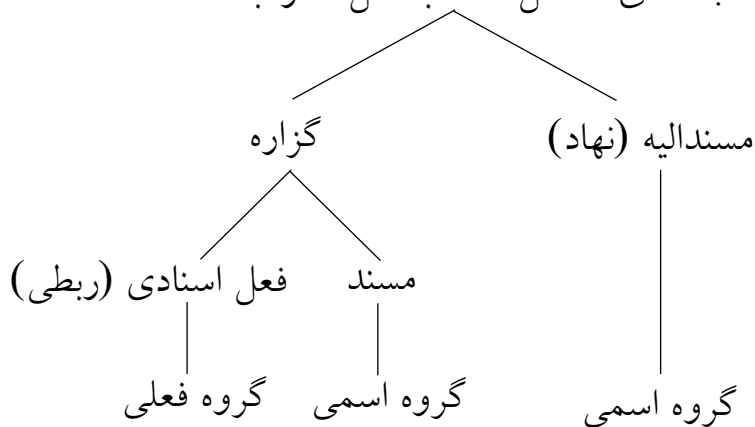 مسندالیه (نهاد) گزاره
مسند فعل اسنادی (ربطی)
گروه اسمی گروه اسمی گروه فعلی